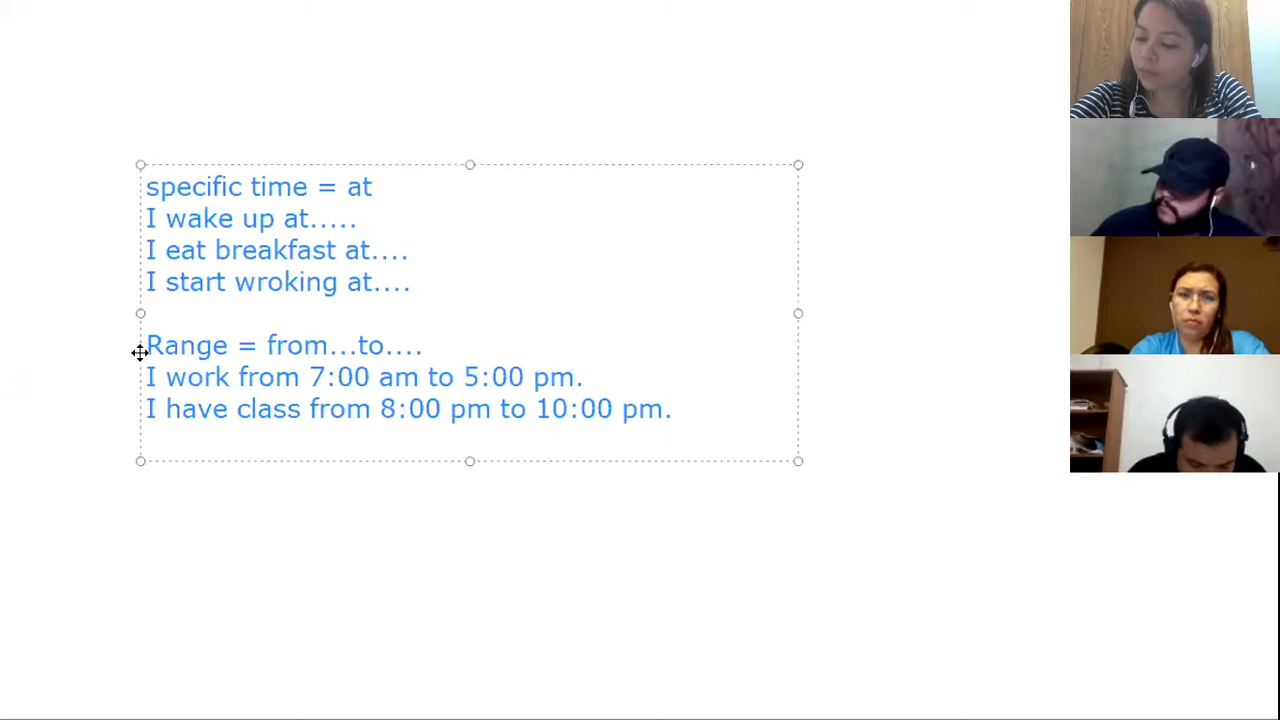 specific time = at
I wake up at.....
I eat breakfast at....
I start wroking at....
Range = from...to....
I work from 7:00 am to 5:00 pm.
I have class from 8:00 pm to 10:00 pm.